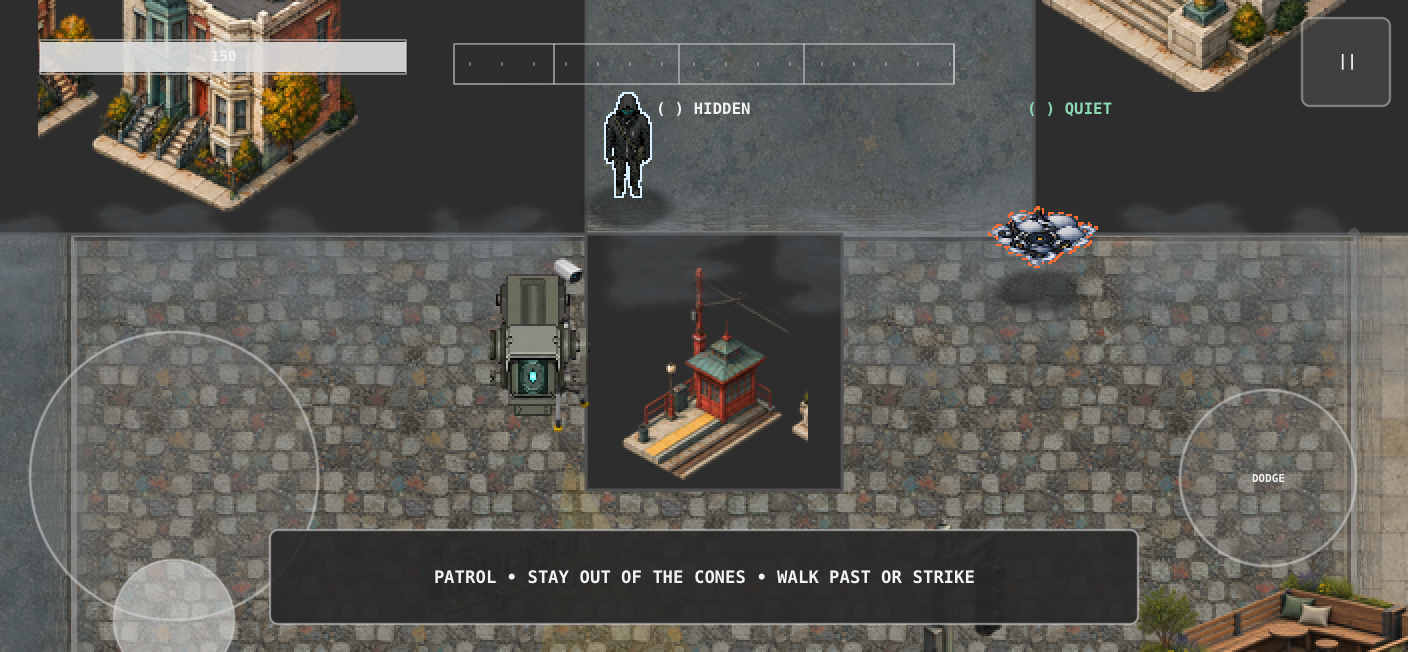 150
( ) HIDDEN
( ) QUIET
DODGE
PATROL • STAY OUT OF THE CONES • WALK PAST OR STRIKE